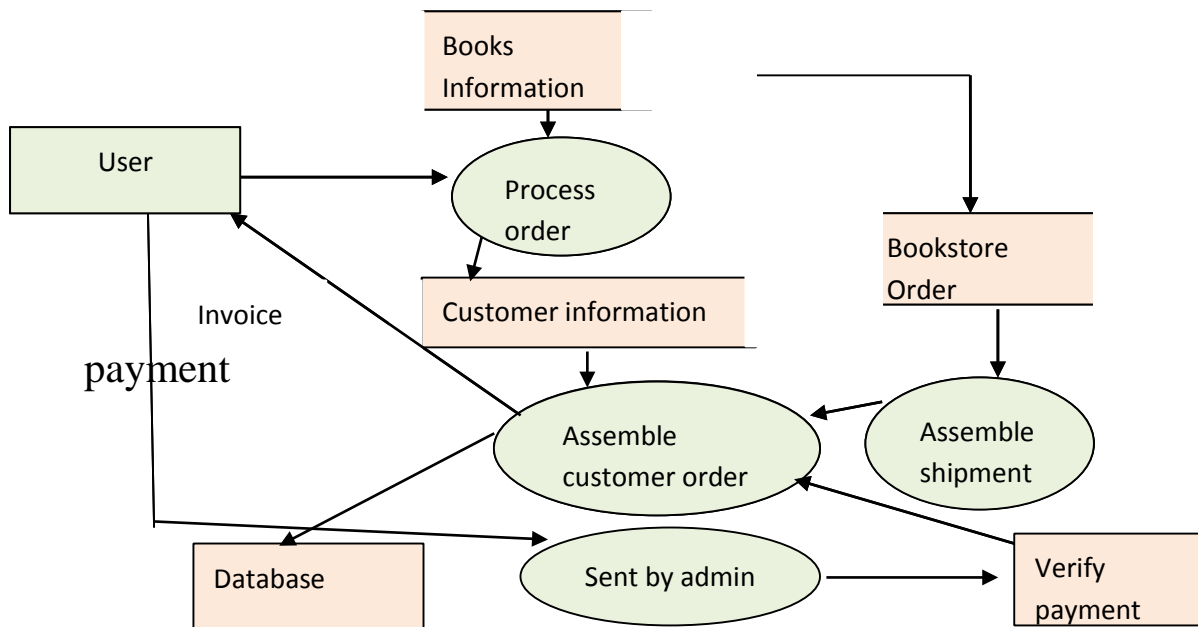 Books
Information
User
Process
order
Bookstore
Order
Customer information
Invoice
payment
Assemble
customer order
Assemble
shipment
Database
Sent by admin
Verify
payment